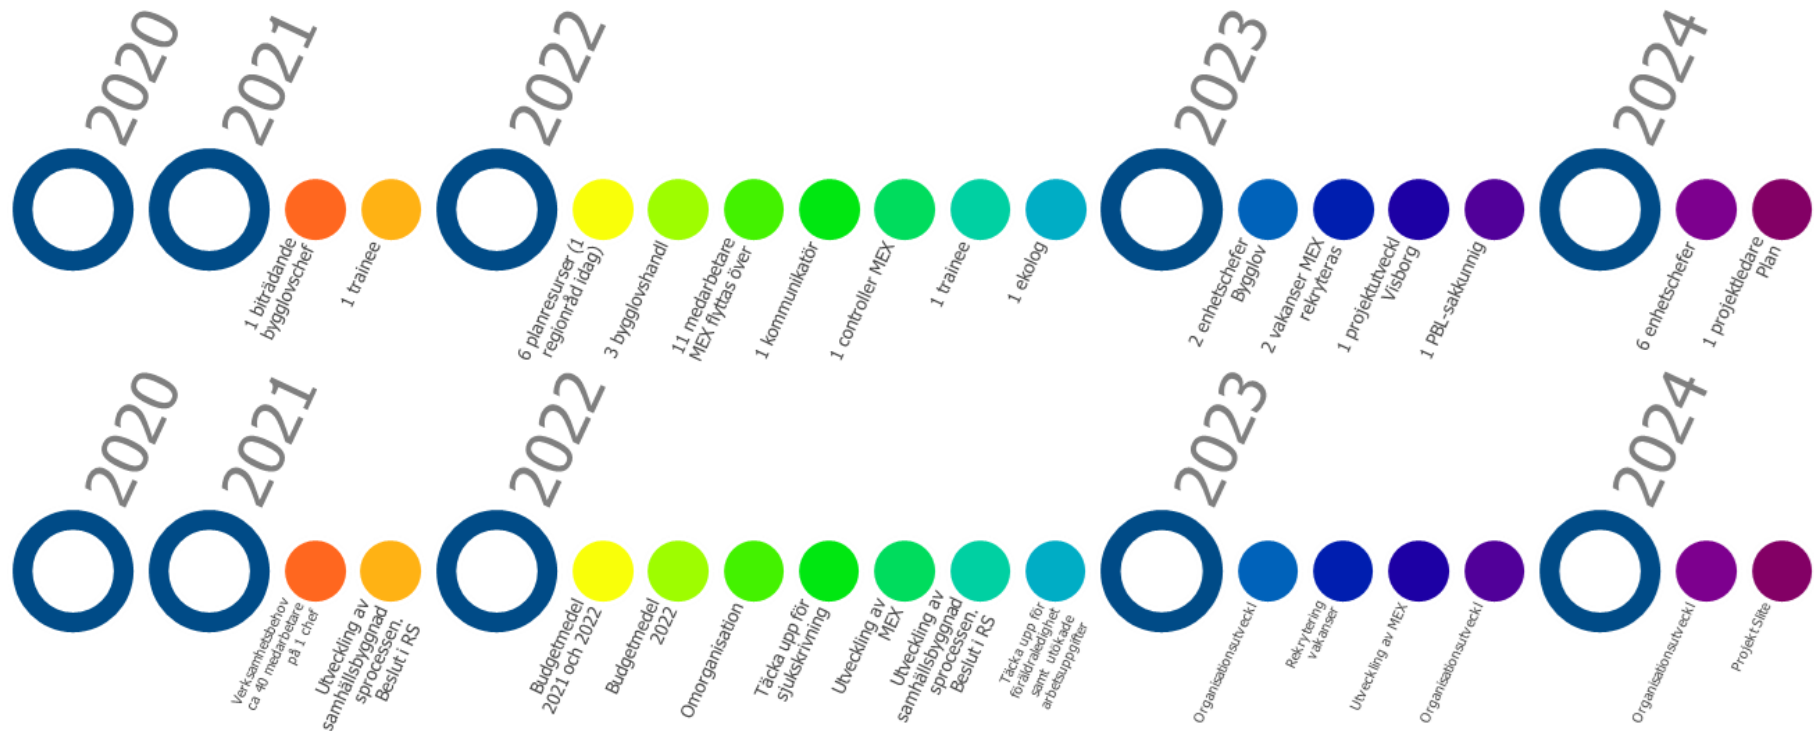 2020
2021
1 biträdande
bygglovschef
1 trainee
2022
6 planresurser (1
regionråd idag)
3 bygglovshandl
11 medarbetare
MEX flyttas över
1 kommunikatör
1 controller MEX
1 trainee
1 ekolog
2023
2 enhetschefer
Bygglov
2 vakanser MEX
rekryteras
1 projektutveckl
Visborg
1 PBL-sakkunnig
2024
6 enhetschefer
1 projektledare
Plan
2020
2021
Verksamhetsbehov
ca 40 medarbetare
på 1 chef
Utveckling av
samhällsbyggnad
sprocessen.
Beslut i RS
2022
Budgetmedel
2021 och 2022
Budgetmedel
2022
Omorganisation
Täcka upp för
sjukskrivning
Utveckling av
MEX
Utveckling av
samhällsbyggnad
sprocessen.
Beslut i RS
Täcka upp för
föräldraledighet
samt utökade
arbetsuppgifter
2023
Organisationsutveckl
Rekrytering
vakanser
Utveckling av MEX
Organisationsutveckl
2024
Organisationsutveckl
Projekt Slite